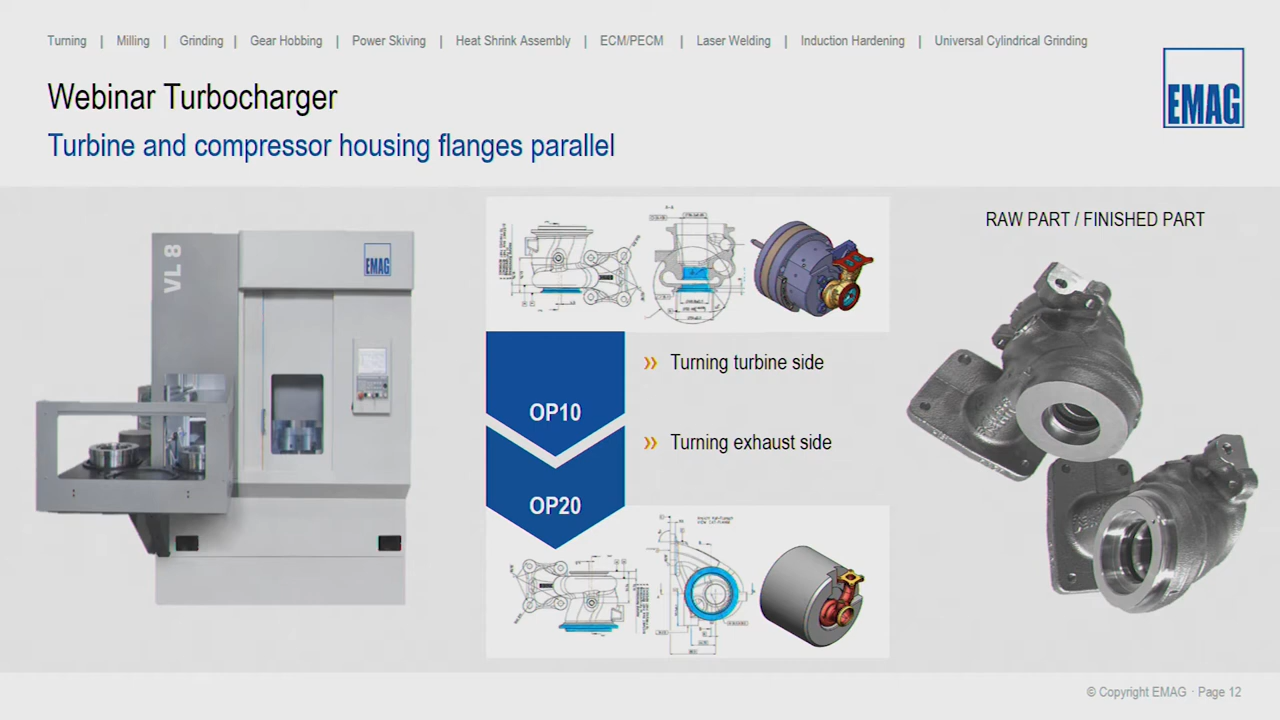 Turning | Milling | Grinding | Gear Hobbing | Power Skiving | Heat Shrink Assembly | ECM/PECM | Laser Welding | Induction Hardening | Universal Cylindrical Grinding
EMAG
Webinar Turbocharger
Turbine and compressor housing flanges parallel
VL 8
EMAG
RAW PART / FINISHED PART
OP10
Turning turbine side
Turning exhaust side
OP20
© Copyright EMAG · Page 12